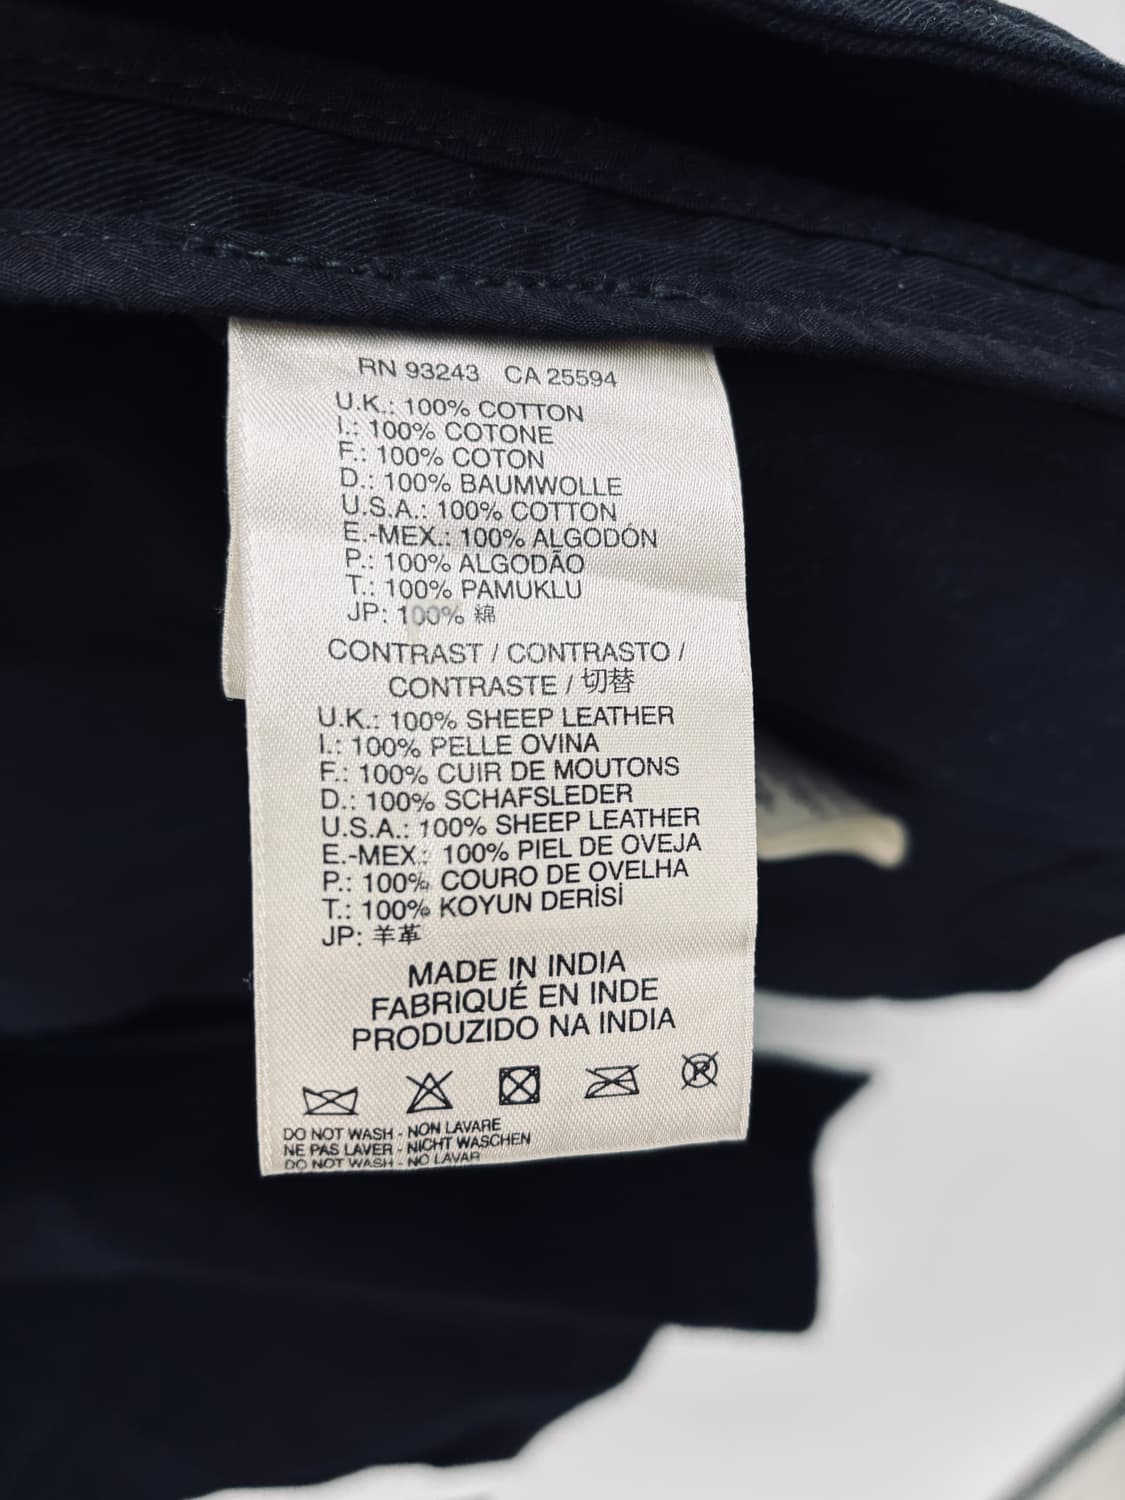 RN 93243 CA 25594
U.K.: 100% COTTON
I.: 100% COTONE
F.: 100% COTON
D.: 100% BAUMWOLLE
U.S.A.: 100% COTTON
E.-MEX.: 100% ALGODÓN
P.: 100% ALGODÃO
T.: 100% PAMUKLU
JP: 100% 綿
CONTRAST / CONTRASTO /
CONTRASTE / 切替
U.K.: 100% SHEEP LEATHER
I.: 100% PELLE OVINA
F.: 100% CUIR DE MOUTONS
D.: 100% SCHAFSLEDER
U.S.A.: 100% SHEEP LEATHER
E.-MEX.: 100% PIEL DE OVEJA
P.: 100% COURO DE OVELHA
T.: 100% KOYUN DERİSİ
JP: 羊革
MADE IN INDIA
FABRIQUÉ EN INDE
PRODUZIDO NA INDIA
P
DO NOT WASH - NON LAVARE
NE PAS LAVER - NICHT WASCHEN
DO NOT WASH - NO LAVAR